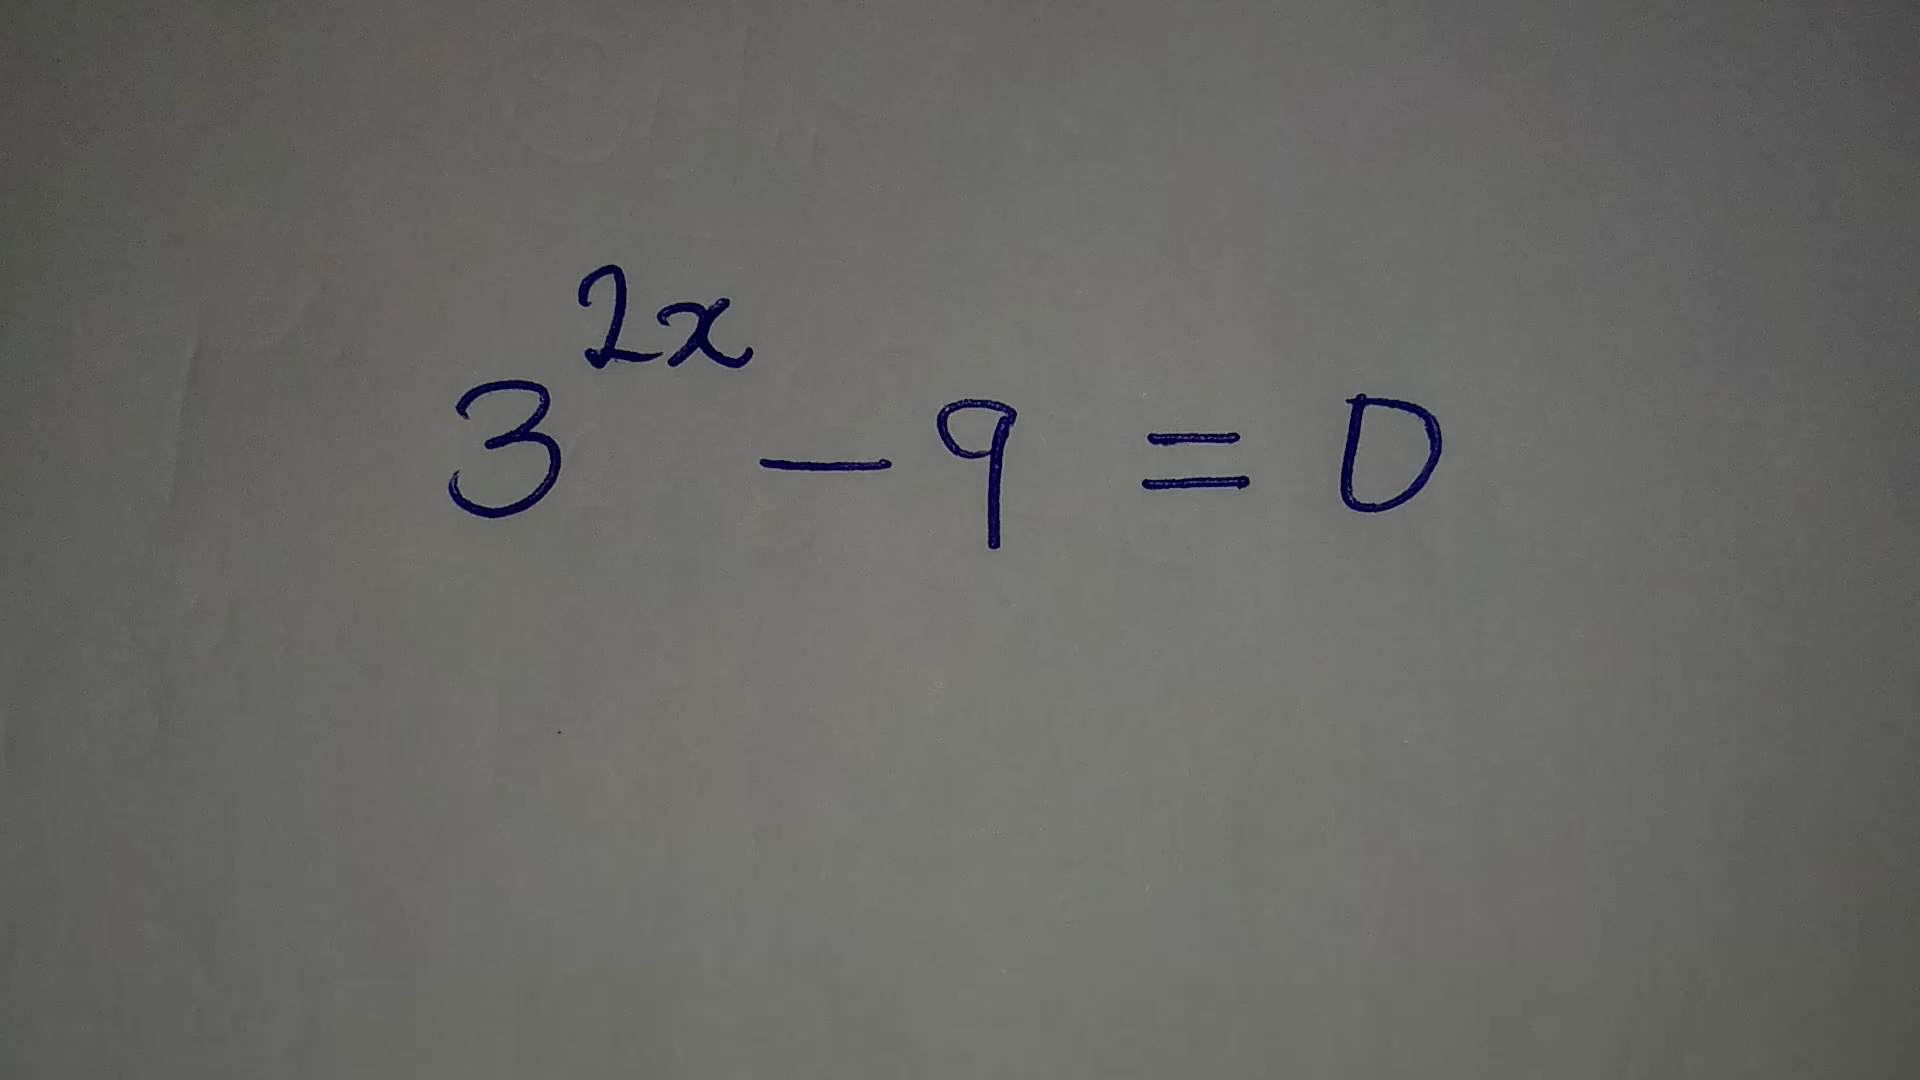 3^{2x} - 9 = 0